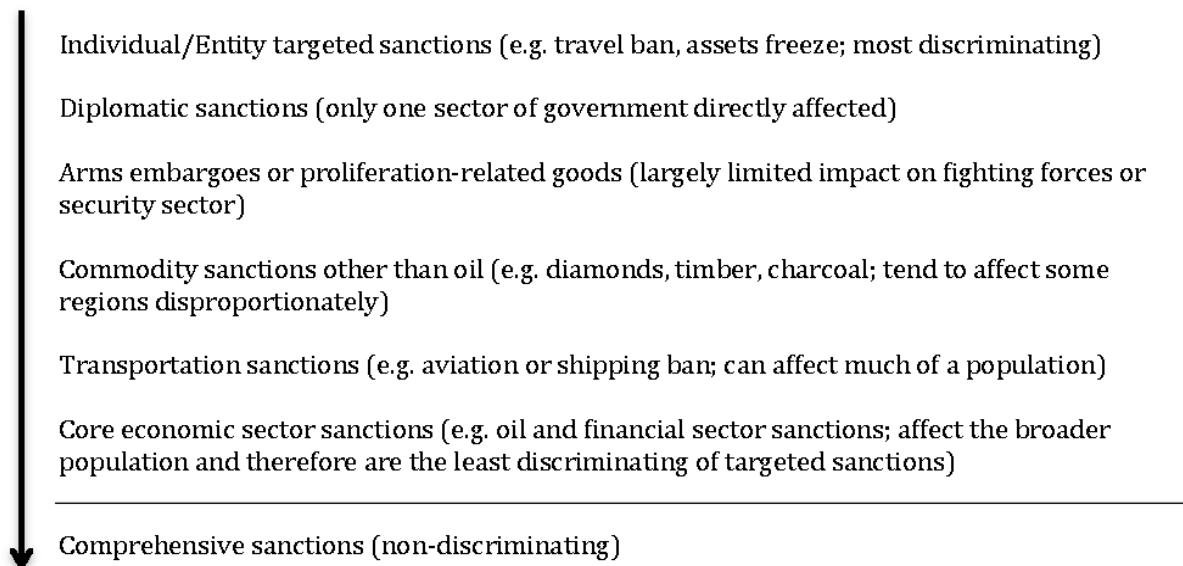 Individual/Entity targeted sanctions (e.g. travel ban, assets freeze; most discriminating)
Diplomatic sanctions (only one sector of government directly affected)
Arms embargoes or proliferation-related goods (largely limited impact on fighting forces or
security sector)
Commodity sanctions other than oil (e.g. diamonds, timber, charcoal; tend to affect some
regions disproportionately)
Transportation sanctions (e.g. aviation or shipping ban; can affect much of a population)
Core economic sector sanctions (e.g. oil and financial sector sanctions; affect the broader
population and therefore are the least discriminating of targeted sanctions)
Comprehensive sanctions (non-discriminating)